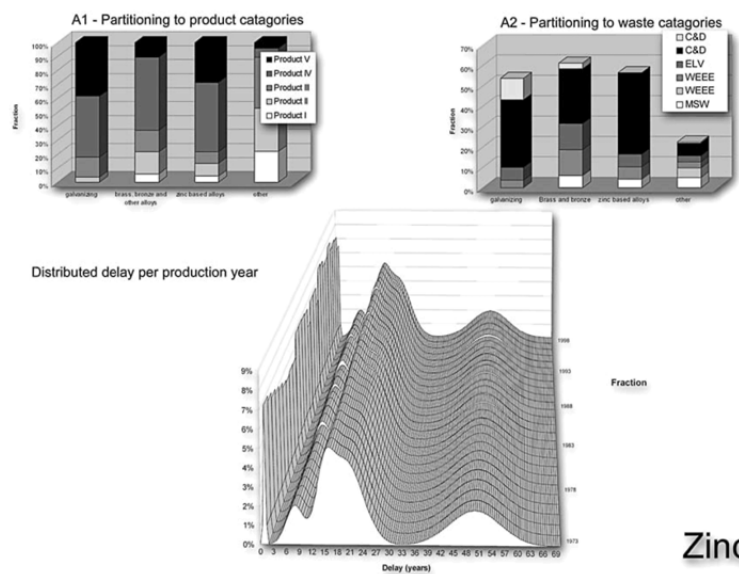 A1 - Partitioning to product catagories
100%
90%
80%
70%
60%
50%
40%
30%
20%
10%
0%
Fraction
Product V
Product IV
Product III
Product II
Product I
galvanizing
brass, bronze and
other alloys
zinc based alloys
other
A2 - Partitioning to waste catagories
70%
60%
50%
40%
30%
20%
10%
0%
Fraction
C&D
C&D
ELV
WEEE
WEEE
MSW
galvanizing
Brass and bronze
zinc based alloys
other
Distributed delay per production year
9%
8%
7%
6%
5%
4%
3%
2%
1%
0%
1998
1993
1988
1983
1978
1973
Fraction
0 3 6 9 12 15 18 21 24 27 30 33 36 39 42 45 48 51 54 57 60 63 66 69
Delay (years)
Zinc